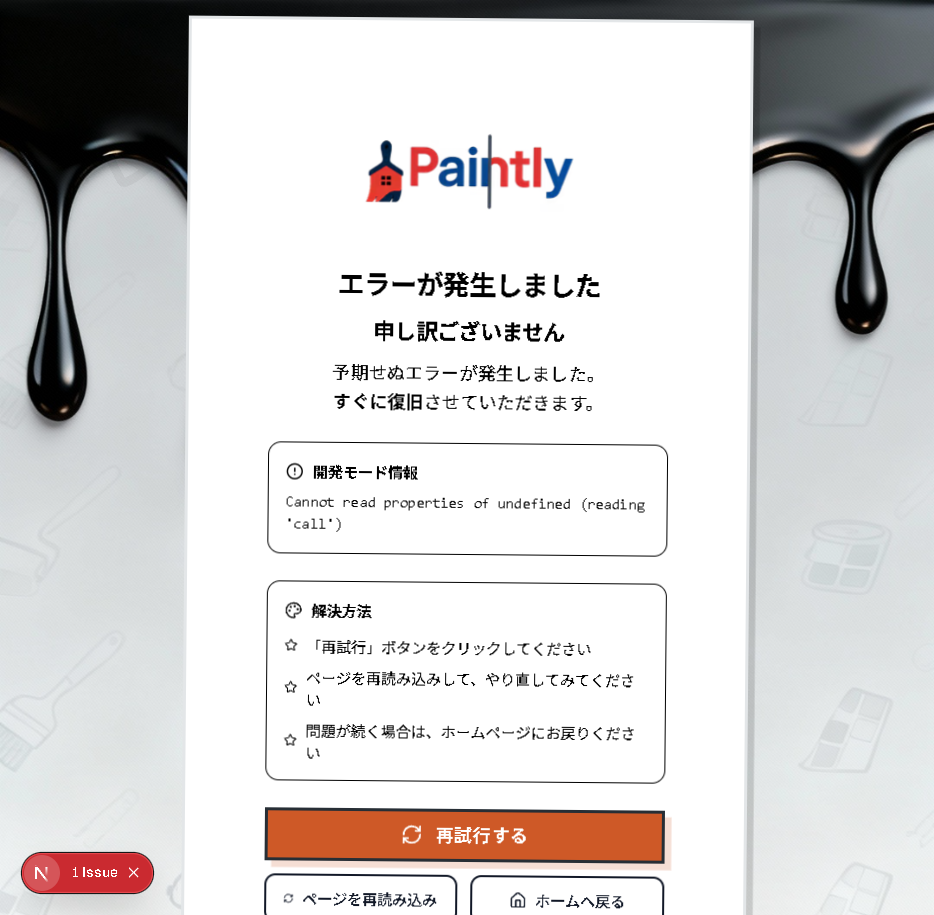 Paintly
エラーが発生しました
申し訳ございません
予期せぬエラーが発生しました。
すぐに復旧させていただきます。
開発モード情報
Cannot read properties of undefined (reading
'call')
解決方法
「再試行」ボタンをクリックしてください
ページを再読み込みして、やり直してみてくださ
い
問題が続く場合は、ホームページにお戻りくださ
い
再試行する
N 1 Issue
ページを再読み込み ホームへ戻る